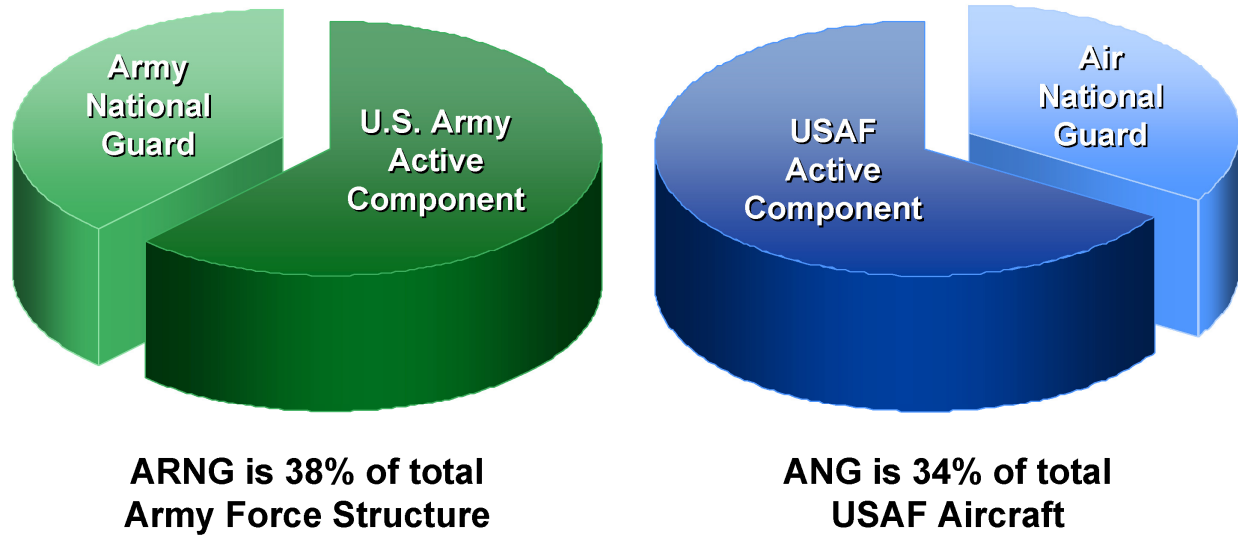 Army
National
Guard
U.S. Army
Active
Component
ARNG is 38% of total
Army Force Structure
USAF
Active
Component
Air
National
Guard
ANG is 34% of total
USAF Aircraft